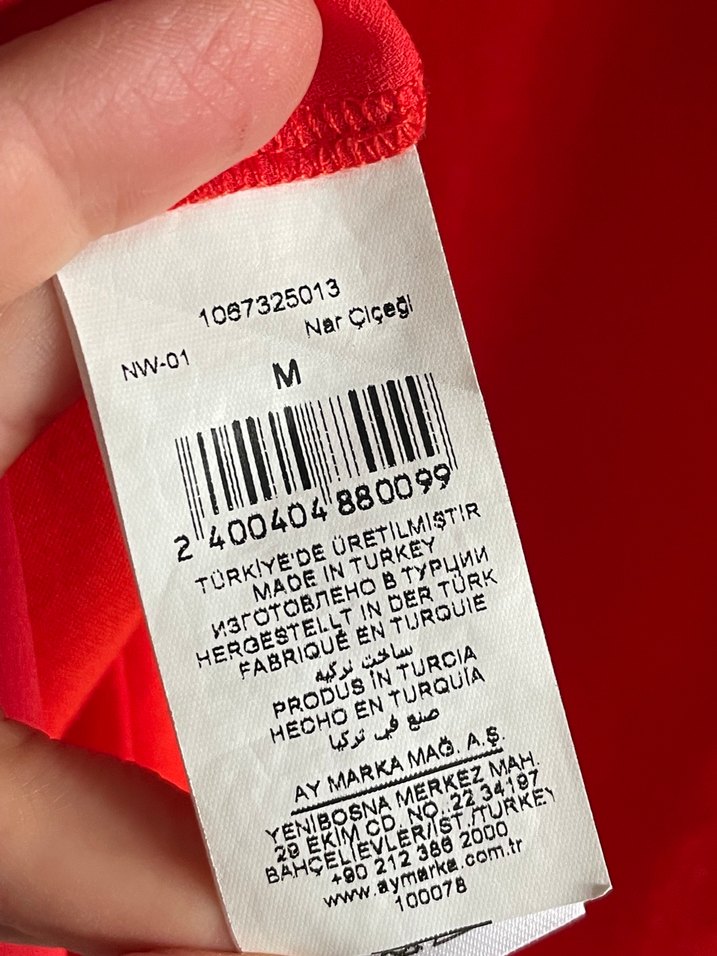 1067325013
Nar Çiçeği
NW-01
M
2 400404 880099
TÜRKİYE'DE ÜRETİLMİŞTİR
MADE IN TURKEY
ИЗГОТОВЛЕНО В ТУРЦИИ
HERGESTELLT IN DER TÜRK
FABRIQUÉ EN TURQUIE
ساخت ترکیه
PRODUS ÎN TURCIA
HECHO EN TURQUÍA
صنع في تركيا
AY MARKA MAĞ. A.Ş.
YENİBOSNA MERKEZ MAH.
29 EKİM CD. NO.:22 34197
BAHÇELİEVLER/İST./TURKEY
+90 212 386 2000
www.aymarka.com.tr
100078